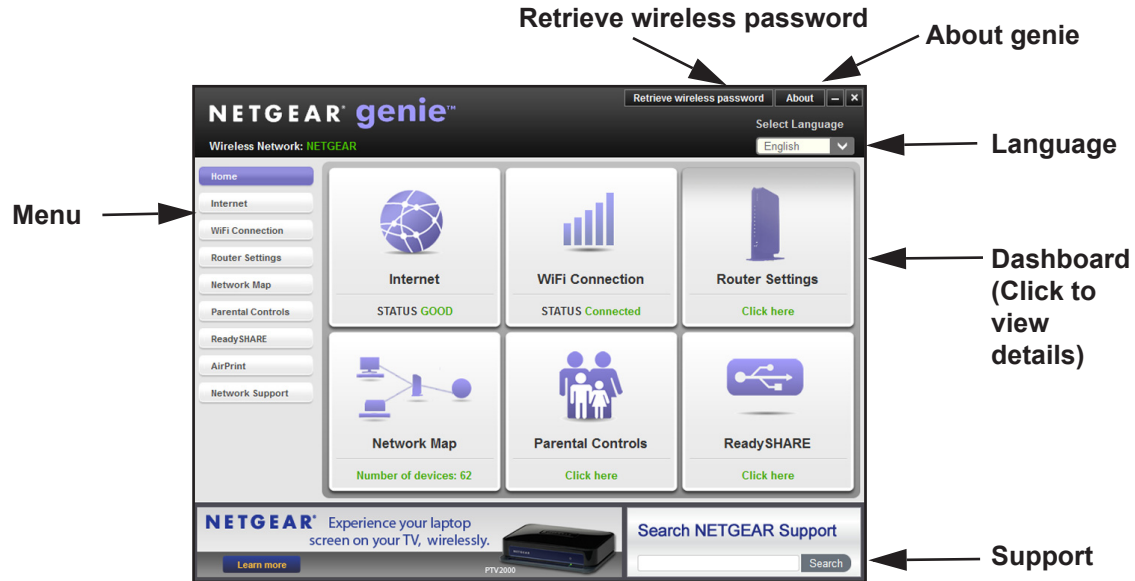 Retrieve wireless password
About genie
Retrieve wireless password About
NETGEAR® genie™
Select Language
Wireless Network: NETGEAR
English
Language
Menu
Home
Internet
WiFi Connection
Router Settings
Network Map
Parental Controls
ReadySHARE
AirPrint
Network Support
Internet
STATUS GOOD
WiFi Connection
STATUS Connected
Router Settings
Click here
Dashboard
(Click to
view
details)
Network Map
Number of devices: 62
Parental Controls
Click here
ReadySHARE
Click here
NETGEAR® Experience your laptop
screen on your TV, wirelessly.
Learn more
NETGEAR
PTV2000
Search NETGEAR Support
Search
Support